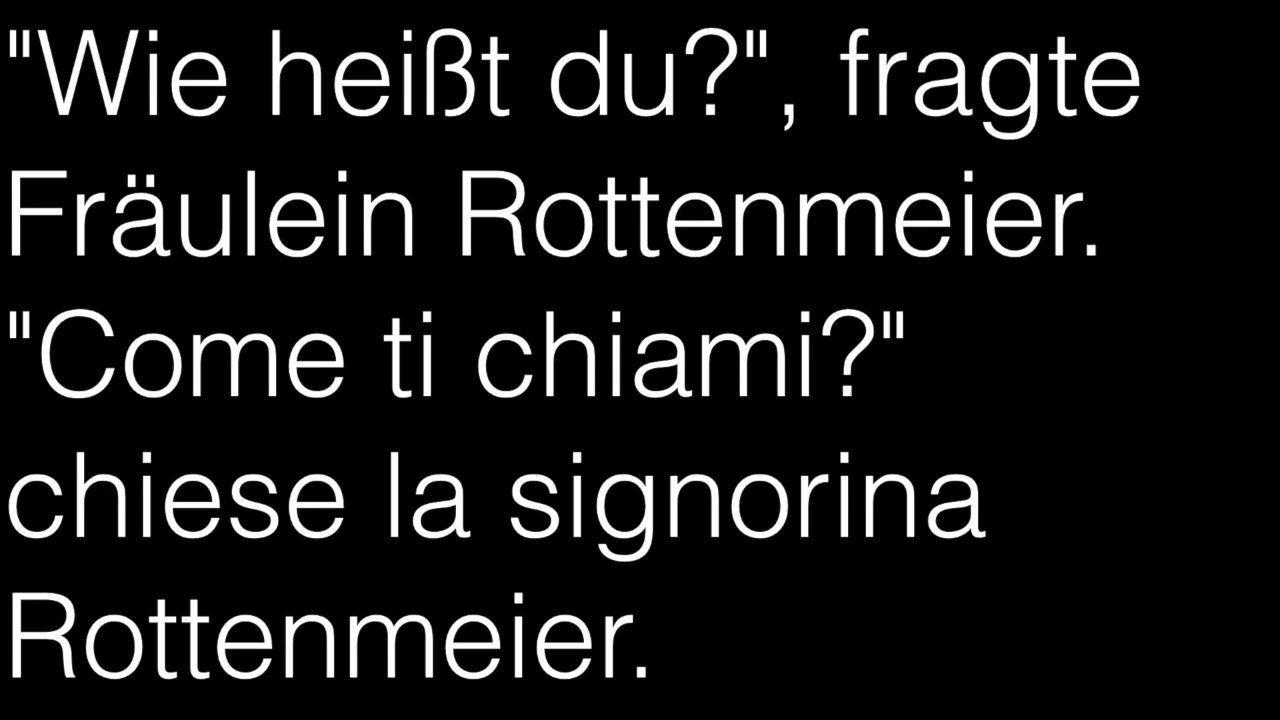 "Wie heißt du?", fragte
Fräulein Rottenmeier.
"Come ti chiami?"
chiese la signorina
Rottenmeier.